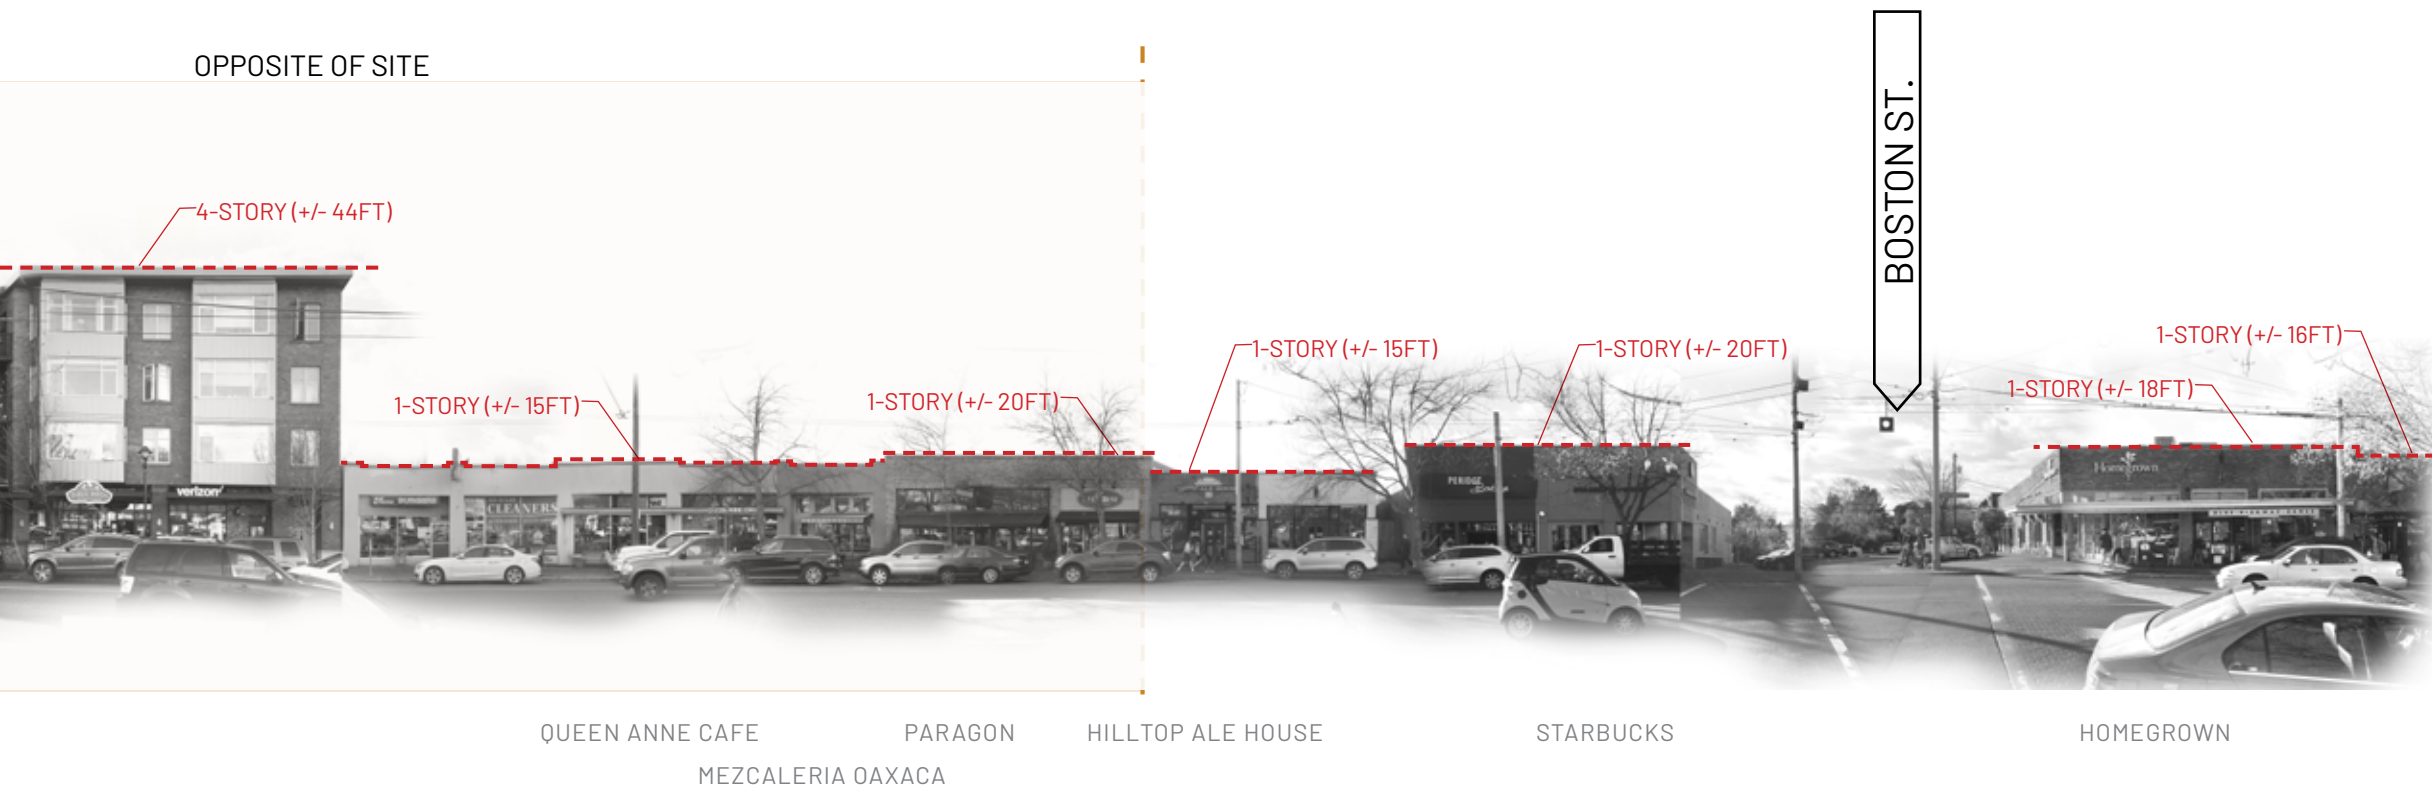 OPPOSITE OF SITE
BOSTON ST.
4-STORY (+/- 44FT)
1-STORY (+/- 15FT)
1-STORY (+/- 20FT)
1-STORY (+/- 15FT)
1-STORY (+/- 20FT)
1-STORY (+/- 18FT)
1-STORY (+/- 16FT)
verizon
CLEANERS
PERIDOT
Homegrown
QUEEN ANNE CAFE
PARAGON
HILLTOP ALE HOUSE
STARBUCKS
HOMEGROWN
MEZCALERIA OAXACA